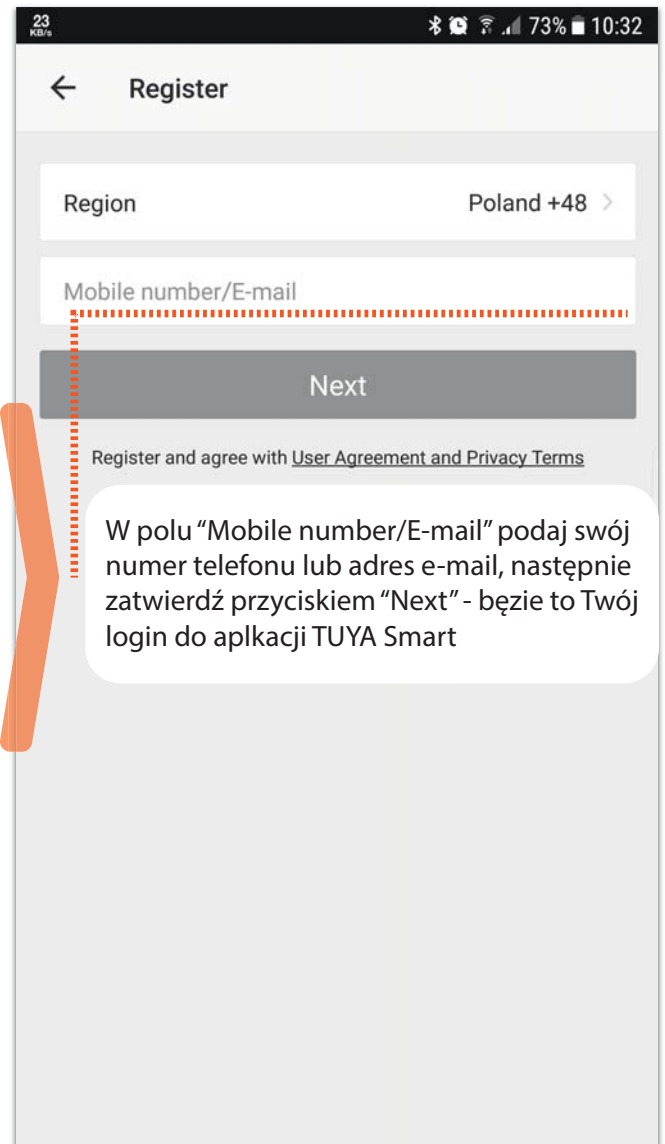 23
KB/s
73% 10:32
Register
Region Poland +48
Mobile number/E-mail
Next
Register and agree with User Agreement and Privacy Terms
W polu “Mobile number/E-mail” podaj swój
numer telefonu lub adres e-mail, następnie
zatwierdź przyciskiem “Next” - bęzie to Twój
login do aplkacji TUYA Smart